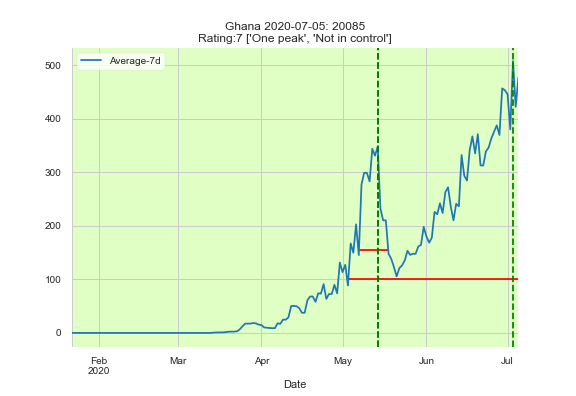 Ghana 2020-07-05: 20085
Rating:7 ['One peak', 'Not in control']
Average-7d
500
400
300
200
100
0
Feb
2020
Mar
Apr
May
Jun
Jul
Date